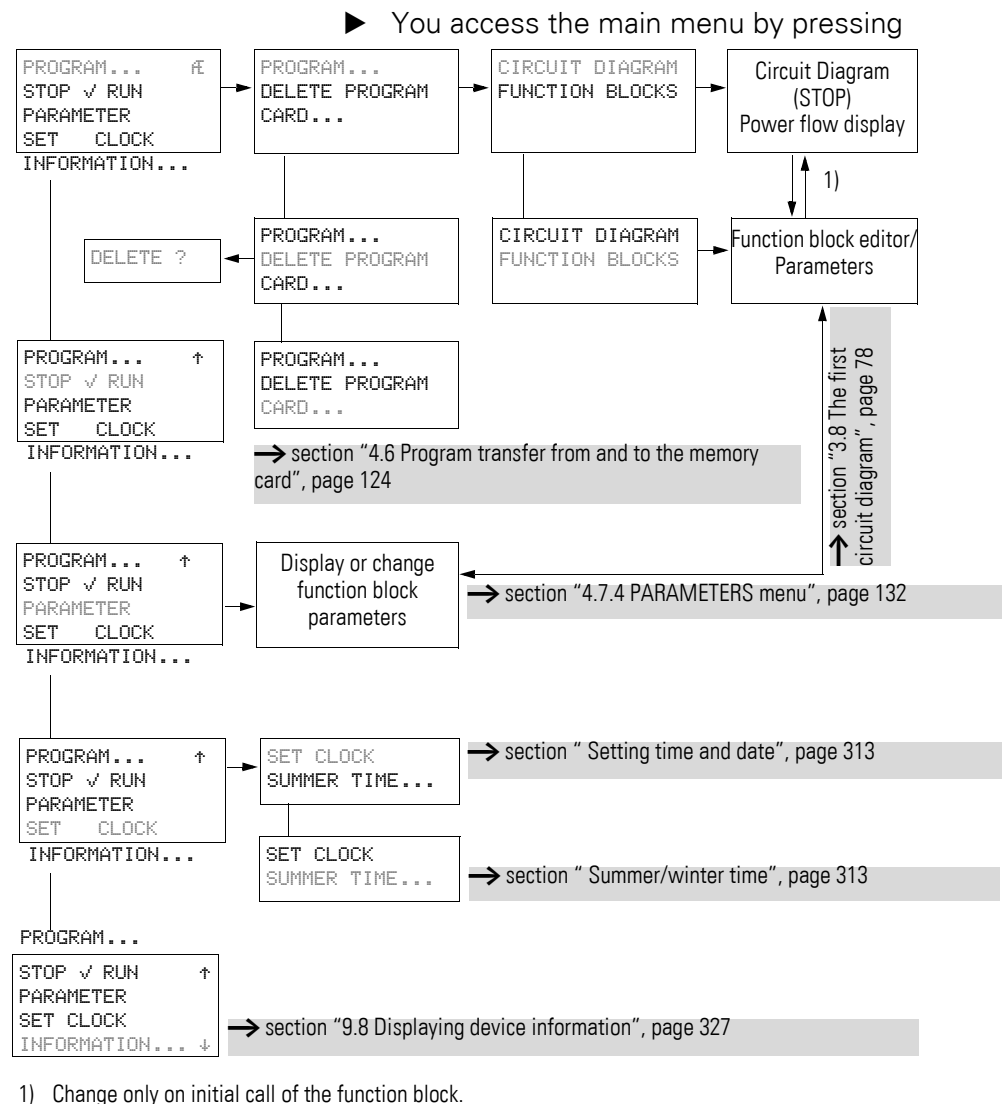 ► You access the main menu by pressing
PROGRAM... Æ
STOP √ RUN
PARAMETER
SET CLOCK
INFORMATION...
PROGRAM...
DELETE PROGRAM
CARD...
CIRCUIT DIAGRAM
FUNCTION BLOCKS
Circuit Diagram
(STOP)
Power flow display
1)
DELETE ?
PROGRAM...
DELETE PROGRAM
CARD...
CIRCUIT DIAGRAM
FUNCTION BLOCKS
Function block editor/
Parameters
PROGRAM... ↑
STOP √ RUN
PARAMETER
SET CLOCK
INFORMATION...
PROGRAM...
DELETE PROGRAM
CARD...
→ section "4.6 Program transfer from and to the memory
card", page 124
→ section "3.8 The first
circuit diagram", page 78
PROGRAM... ↑
STOP √ RUN
PARAMETER
SET CLOCK
INFORMATION...
Display or change
function block
parameters
→ section "4.7.4 PARAMETERS menu", page 132
PROGRAM... ↑
STOP √ RUN
PARAMETER
SET CLOCK
INFORMATION...
SET CLOCK
SUMMER TIME...
→ section " Setting time and date", page 313
SET CLOCK
SUMMER TIME...
→ section " Summer/winter time", page 313
PROGRAM...
STOP √ RUN ↑
PARAMETER
SET CLOCK
INFORMATION... ↓
→ section "9.8 Displaying device information", page 327
1) Change only on initial call of the function block.